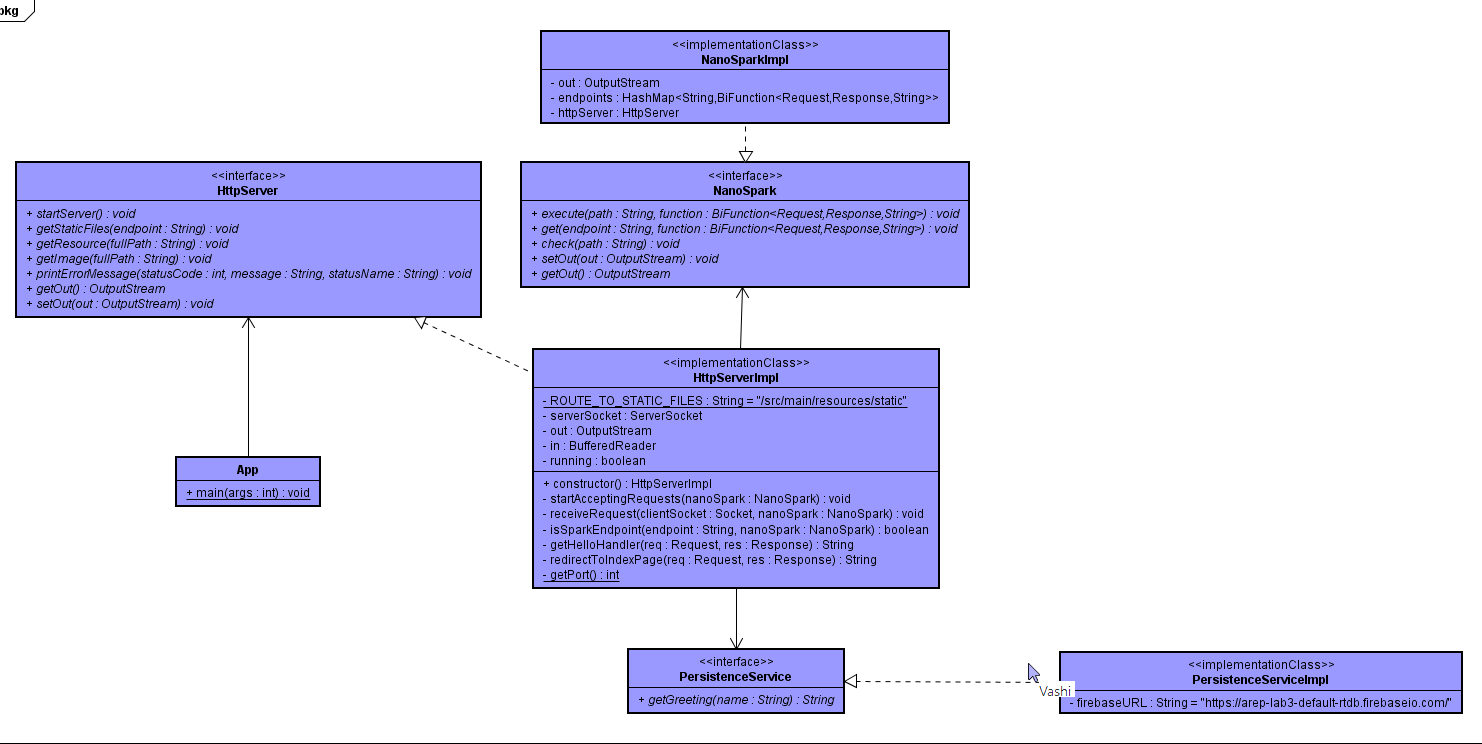 pkg
<<implementationClass>>
NanoSparkImpl
- out : OutputStream
- endpoints : HashMap<String,BiFunction<Request,Response,String>>
- httpServer : HttpServer
<<interface>>
HttpServer
+ startServer() : void
+ getStaticFiles(endpoint : String) : void
+ getResource(fullPath : String) : void
+ getImage(fullPath : String) : void
+ printErrorMessage(statusCode : int, message : String, statusName : String) : void
+ getOut() : OutputStream
+ setOut(out : OutputStream) : void
<<interface>>
NanoSpark
+ execute(path : String, function : BiFunction<Request,Response,String>) : void
+ get(endpoint : String, function : BiFunction<Request,Response,String>) : void
+ check(path : String) : void
+ setOut(out : OutputStream) : void
+ getOut() : OutputStream
<<implementationClass>>
HttpServerImpl
- ROUTE_TO_STATIC_FILES : String = "/src/main/resources/static"
- serverSocket : ServerSocket
- out : OutputStream
- in : BufferedReader
- running : boolean
+ constructor() : HttpServerImpl
- startAcceptingRequests(nanoSpark : NanoSpark) : void
- receiveRequest(clientSocket : Socket, nanoSpark : NanoSpark) : void
- isSparkEndpoint(endpoint : String, nanoSpark : NanoSpark) : boolean
- getHelloHandler(req : Request, res : Response) : String
- redirectToIndexPage(req : Request, res : Response) : String
- getPort() : int
App
+ main(args : int) : void
<<interface>>
PersistenceService
+ getGreeting(name : String) : String
Vashi
<<implementationClass>>
PersistenceServiceImpl
- firebaseURL : String = "https://arep-lab3-default-rtdb.firebaseio.com/"